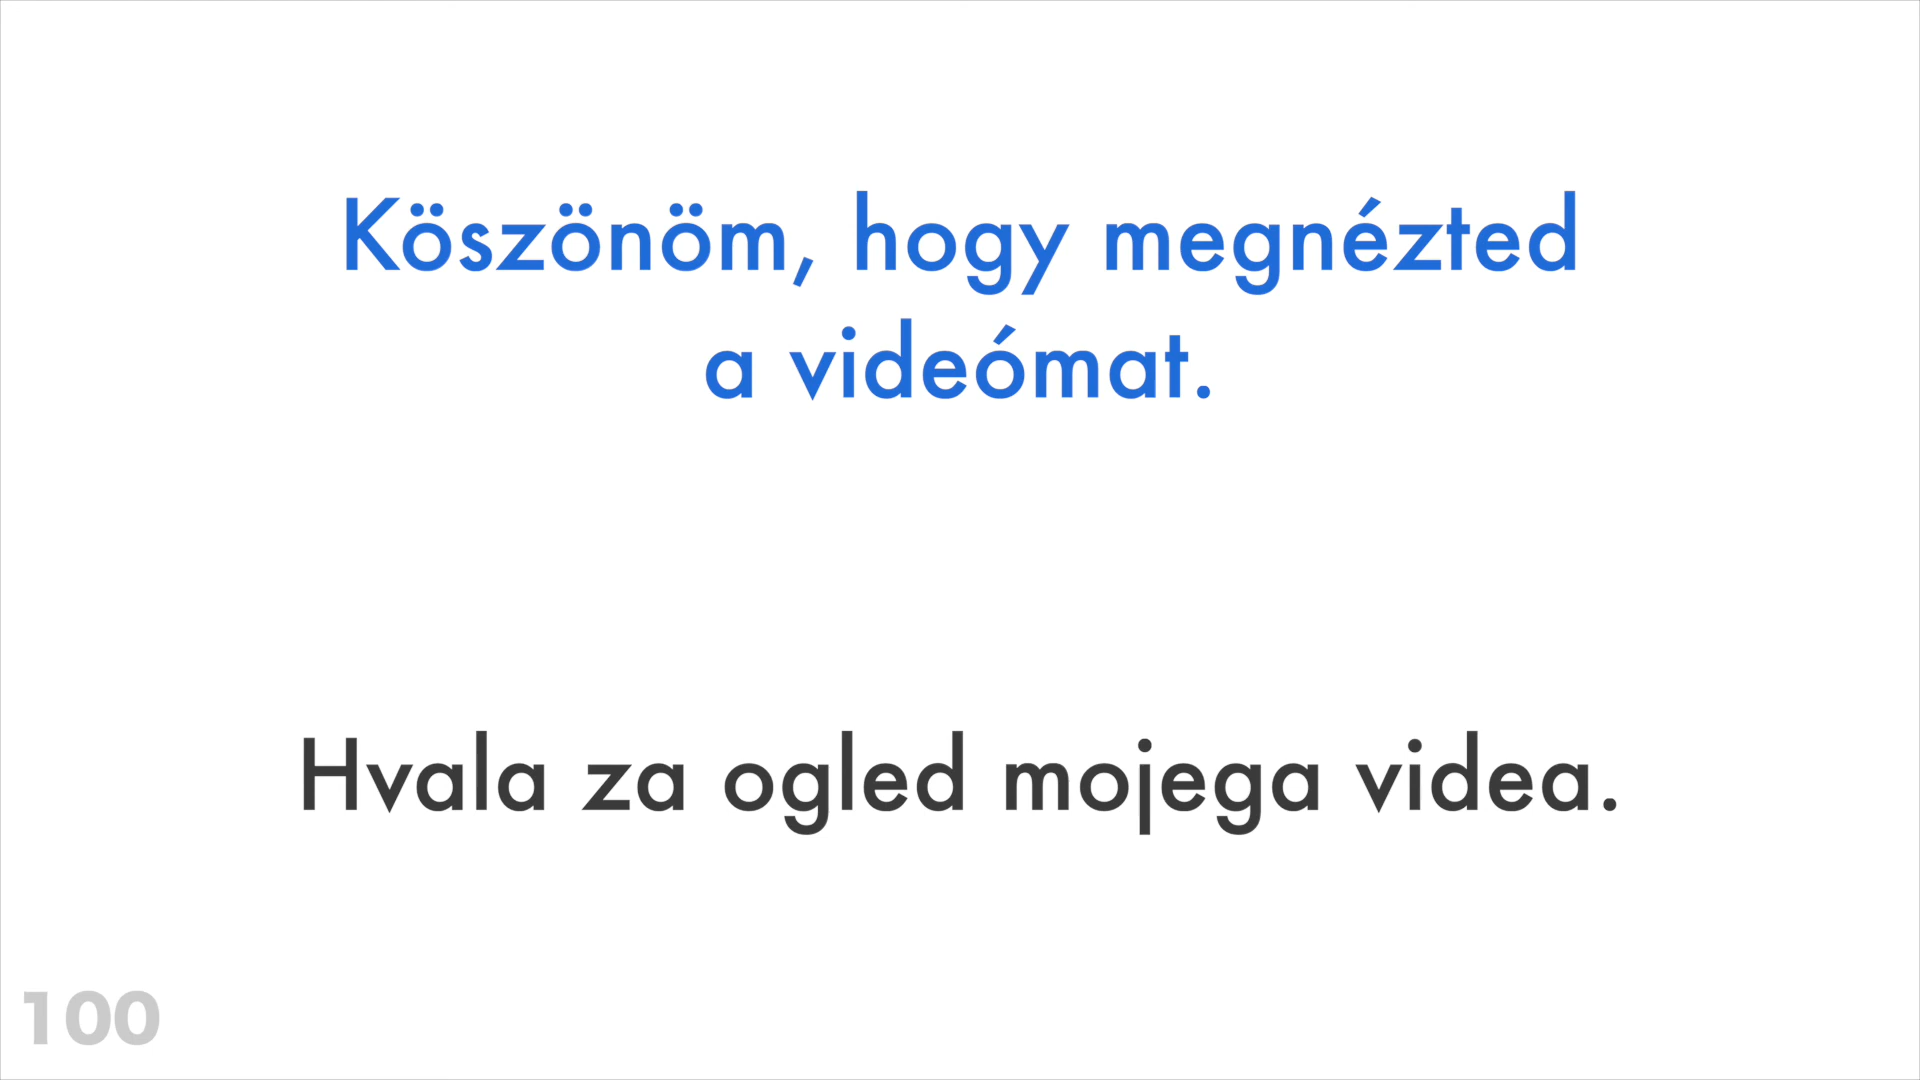 Köszönöm, hogy megnézted
a videómat.
Hvala za ogled mojega videa.
100